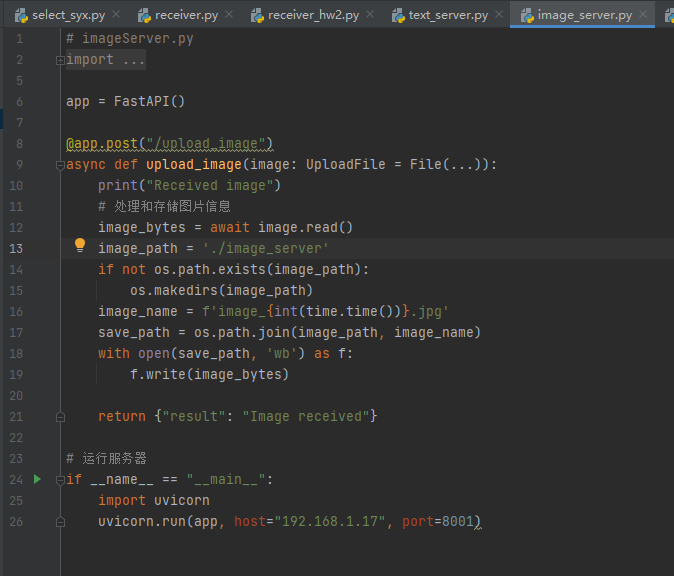 select_syx.py receiver.py receiver_hw2.py text_server.py image_server.py
1 # imageServer.py
2 import ...
5
6 app = FastAPI()
7
8 @app.post("/upload_image")
9 async def upload_image(image: UploadFile = File(...)):
10 print("Received image")
11 # 处理和存储图片信息
12 image_bytes = await image.read()
13 image_path = './image_server'
14 if not os.path.exists(image_path):
15 os.makedirs(image_path)
16 image_name = f'image_{int(time.time())}.jpg'
17 save_path = os.path.join(image_path, image_name)
18 with open(save_path, 'wb') as f:
19 f.write(image_bytes)
20
21 return {"result": "Image received"}
22
23 # 运行服务器
24 if __name__ == "__main__":
25 import uvicorn
26 uvicorn.run(app, host="192.168.1.17", port=8001)